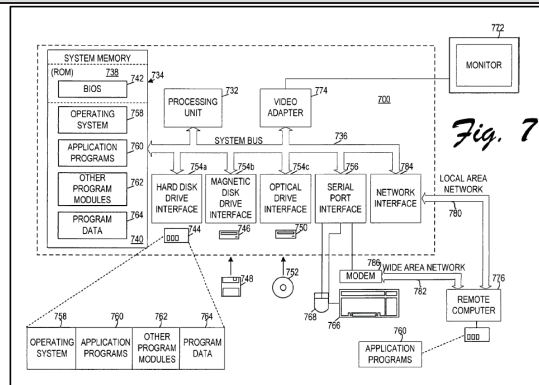 SYSTEM MEMORY
(ROM) 738
734
742
BIOS
758
OPERATING
SYSTEM
760
APPLICATION
PROGRAMS
762
OTHER
PROGRAM
MODULES
764
PROGRAM
DATA
740
732
PROCESSING
UNIT
774
VIDEO
ADAPTER
700
772
MONITOR
Fig. 7
SYSTEM BUS
736
754a
HARD DISK
DRIVE
INTERFACE
754b
MAGNETIC
DISK DRIVE
INTERFACE
754c
OPTICAL
DRIVE
INTERFACE
756
SERIAL
PORT
INTERFACE
784
NETWORK
INTERFACE
LOCAL AREA
NETWORK
780
744
746
750
748
752
786
MODEM
WIDE AREA NETWORK
782
768
766
776
REMOTE
COMPUTER
760
APPLICATION
PROGRAMS
758
OPERATING
SYSTEM
760
APPLICATION
PROGRAMS
762
OTHER
PROGRAM
MODULES
764
PROGRAM
DATA